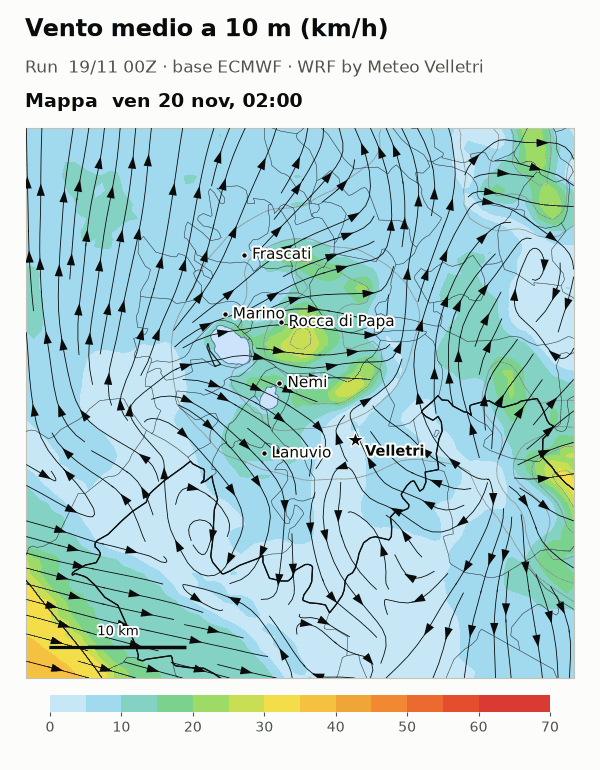 Vento medio a 10 m (km/h)
Run 19/11 00Z · base ECMWF · WRF by Meteo Velletri
Mappa ven 20 nov, 02:00
Frascati
Marino
Rocca di Papa
Nemi
Lanuvio
Velletri
10 km
0 10 20 30 40 50 60 70